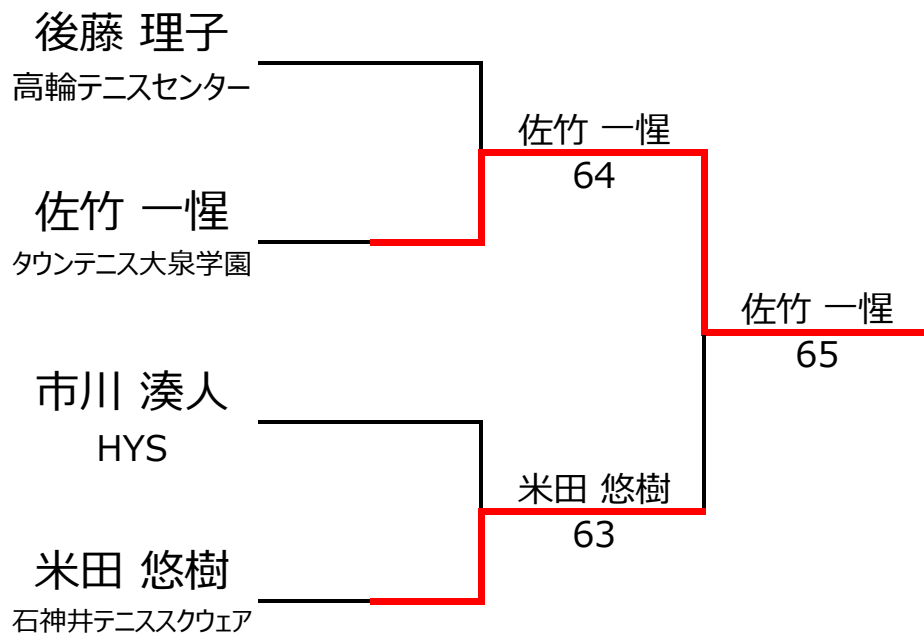 後藤 理子
高輪テニスセンター
佐竹 一惺
64
佐竹 一惺
タウンテニス大泉学園
佐竹 一惺
65
市川 湊人
HYS
米田 悠樹
63
米田 悠樹
石神井テニススクウェア